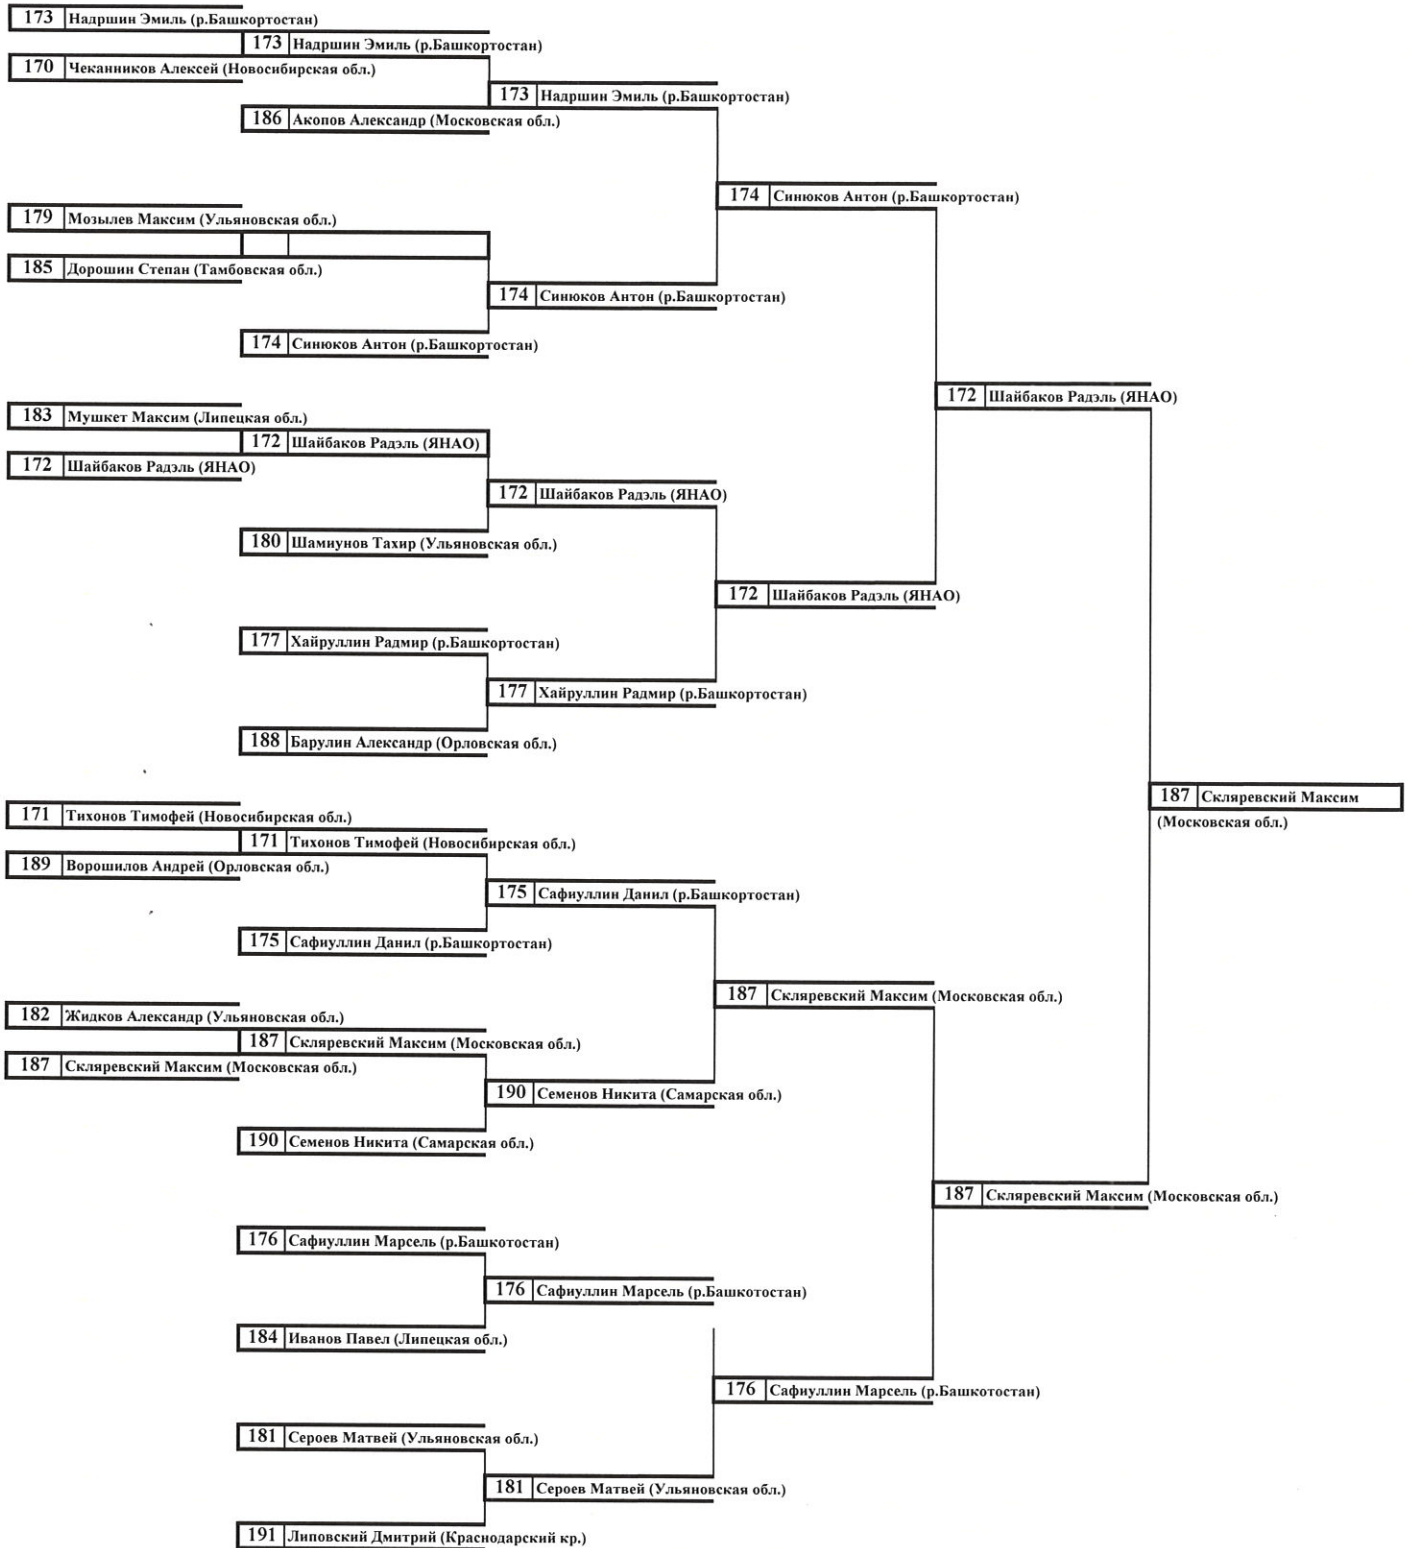 173 Надршин Эмиль (р.Башкортостан)
173 Надршин Эмиль (р.Башкортостан)
170 Чеканников Алексей (Новосибирская обл.)
173 Надршин Эмиль (р.Башкортостан)
186 Акопов Александр (Московская обл.)
174 Синюков Антон (р.Башкортостан)
179 Мозылев Максим (Ульяновская обл.)
185 Дорошин Степан (Тамбовская обл.)
174 Синюков Антон (р.Башкортостан)
174 Синюков Антон (р.Башкортостан)
172 Шайбаков Радэль (ЯНАО)
183 Мушкет Максим (Липецкая обл.)
172 Шайбаков Радэль (ЯНАО)
172 Шайбаков Радэль (ЯНАО)
172 Шайбаков Радэль (ЯНАО)
180 Шамиунов Тахир (Ульяновская обл.)
172 Шайбаков Радэль (ЯНАО)
177 Хайруллин Радмир (р.Башкортостан)
177 Хайруллин Радмир (р.Башкортостан)
188 Барулин Александр (Орловская обл.)
187 Скляревский Максим
(Московская обл.)
171 Тихонов Тимофей (Новосибирская обл.)
171 Тихонов Тимофей (Новосибирская обл.)
189 Ворошилов Андрей (Орловская обл.)
175 Сафиуллин Данил (р.Башкортостан)
175 Сафиуллин Данил (р.Башкортостан)
187 Скляревский Максим (Московская обл.)
182 Жидков Александр (Ульяновская обл.)
187 Скляревский Максим (Московская обл.)
187 Скляревский Максим (Московская обл.)
190 Семенов Никита (Самарская обл.)
190 Семенов Никита (Самарская обл.)
187 Скляревский Максим (Московская обл.)
176 Сафиуллин Марсель (р.Башкотостан)
176 Сафиуллин Марсель (р.Башкотостан)
184 Иванов Павел (Липецкая обл.)
176 Сафиуллин Марсель (р.Башкотостан)
181 Сероев Матвей (Ульяновская обл.)
181 Сероев Матвей (Ульяновская обл.)
191 Липовский Дмитрий (Краснодарский кр.)